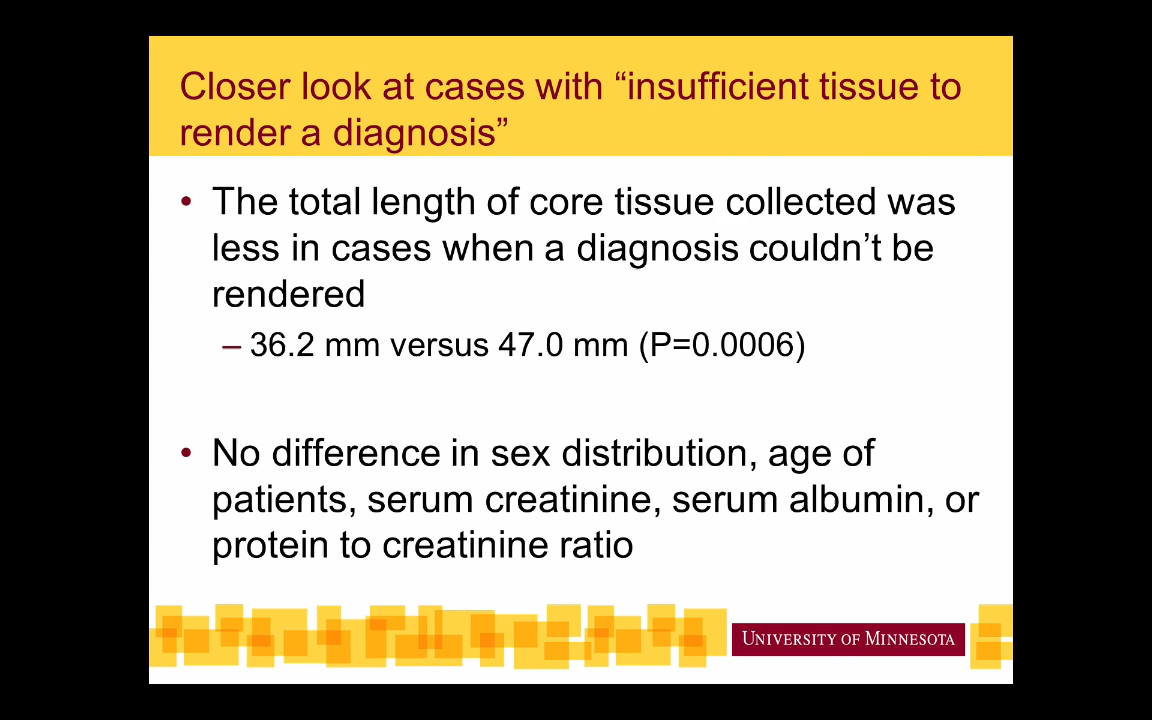 Closer look at cases with “insufficient tissue to
render a diagnosis”
• The total length of core tissue collected was
less in cases when a diagnosis couldn’t be
rendered
– 36.2 mm versus 47.0 mm (P=0.0006)
• No difference in sex distribution, age of
patients, serum creatinine, serum albumin, or
protein to creatinine ratio
UNIVERSITY OF MINNESOTA